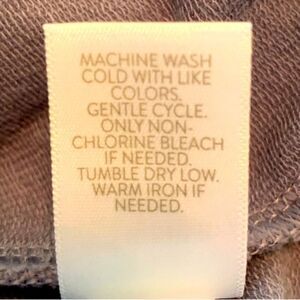 MACHINE WASH
COLD WITH LIKE
COLORS.
GENTLE CYCLE.
ONLY NON-
CHLORINE BLEACH
IF NEEDED.
TUMBLE DRY LOW.
WARM IRON IF
NEEDED.